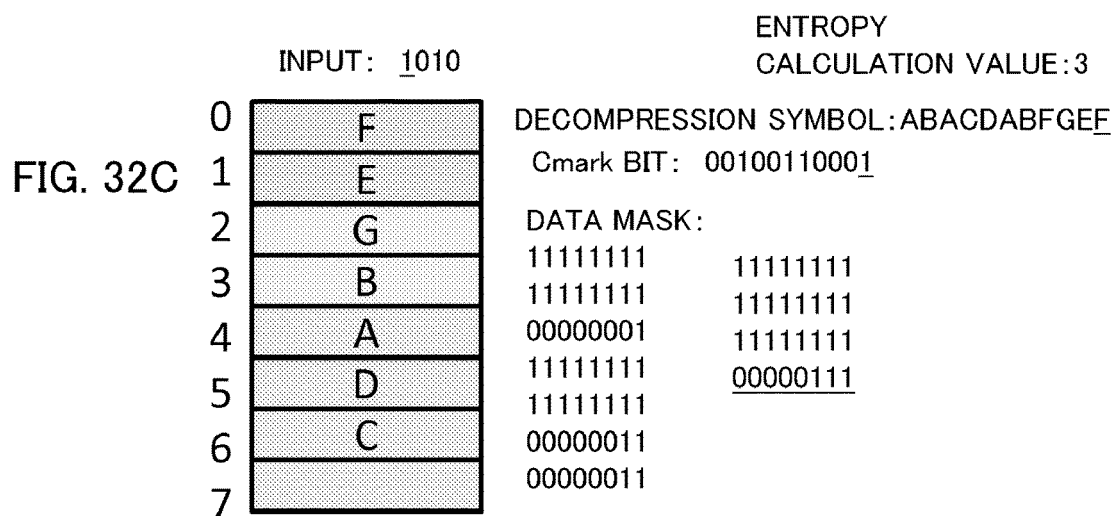 ENTROPY
CALCULATION VALUE:3
INPUT: 1010
DECOMPRESSION SYMBOL:ABACDABFGEF
Cmark BIT: 00100110001
FIG. 32C
0 F
1 E
2 G
3 B
4 A
5 D
6 C
7
DATA MASK:
11111111
11111111
00000001
11111111
11111111
00000011
00000011
11111111
11111111
11111111
00000111